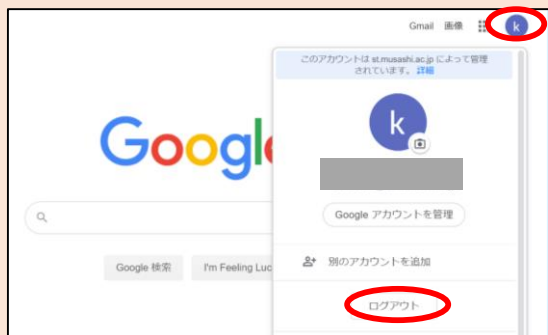 Gmail 画像
k
このアカウントは st.musashi.ac.jp によって管理
されています。 詳細
k
Google
Google アカウントを管理
別のアカウントを追加
Google 検索 I'm Feeling Luc
ログアウト